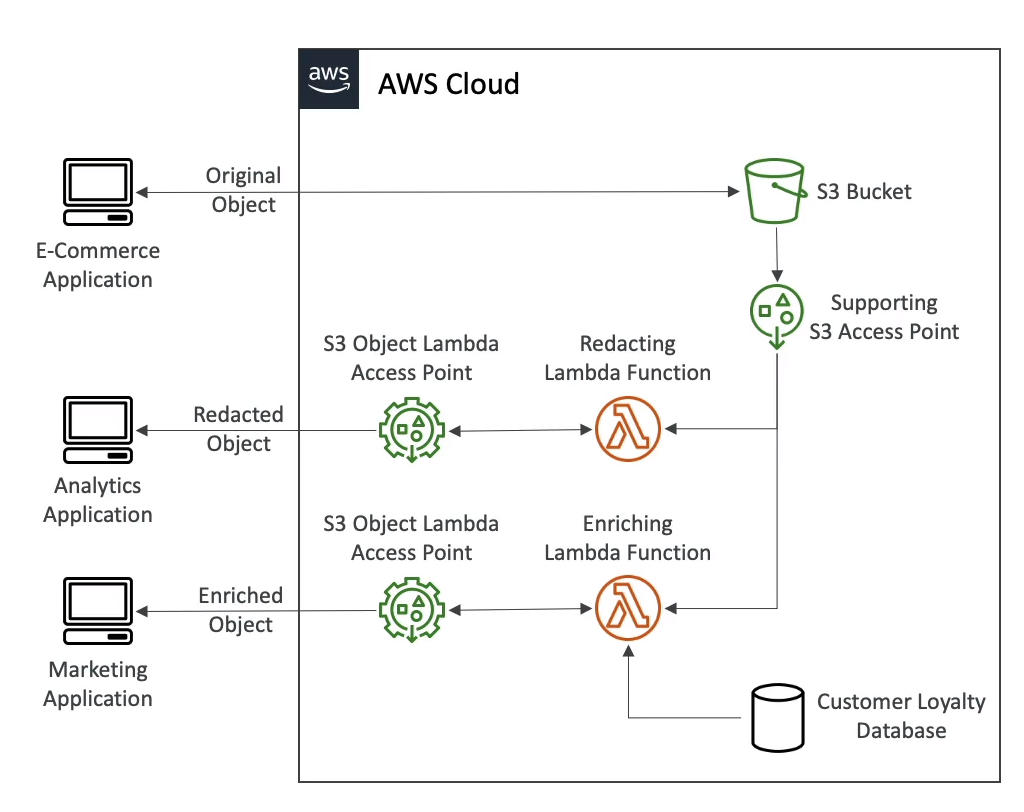 aws
AWS Cloud
Original
Object
S3 Bucket
E-Commerce
Application
Supporting
S3 Access Point
S3 Object Lambda
Access Point
Redacting
Lambda Function
Redacted
Object
Analytics
Application
S3 Object Lambda
Access Point
Enriching
Lambda Function
Enriched
Object
Marketing
Application
Customer Loyalty
Database